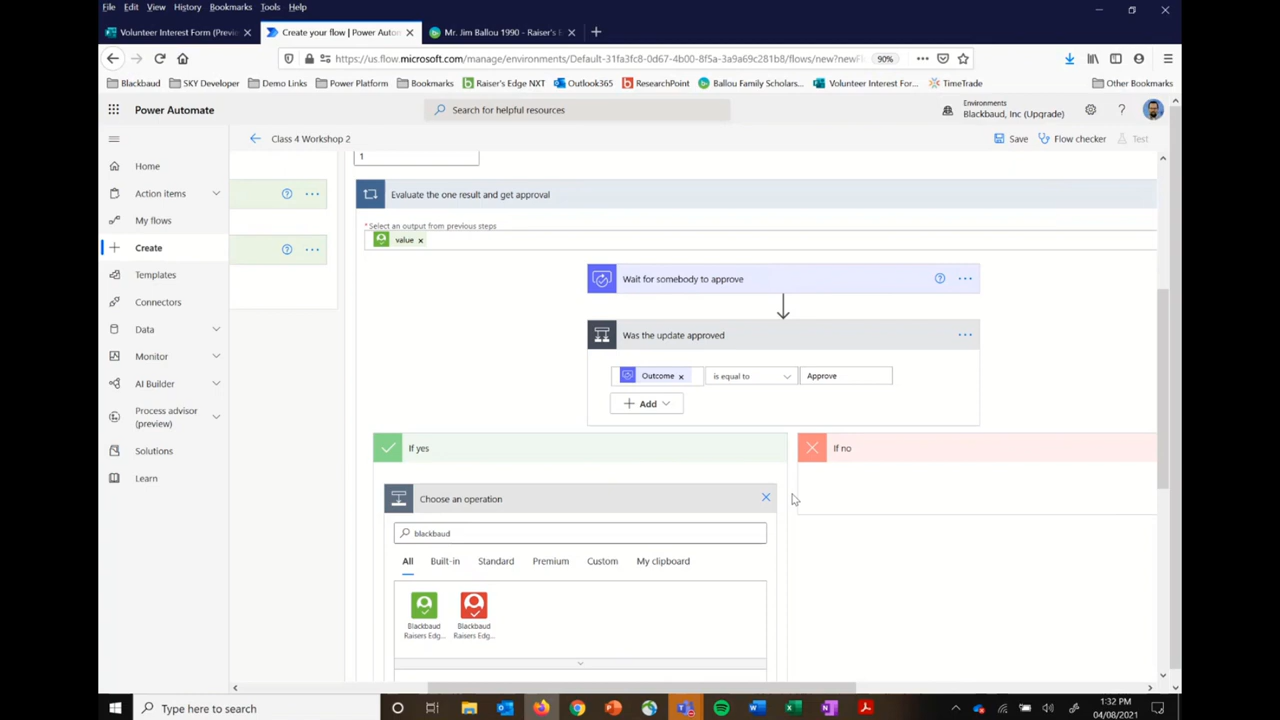 File Edit View History Bookmarks Tools Help
Volunteer Interest Form (Previ
Create your flow | Power Autom
Mr. Jim Ballou 1990 - Raiser's E
https://us.flow.microsoft.com/manage/environments/Default-31fa3fc8-0d67-4b00-8f5a-3a9a69c281b8/flows/new?newFl
90%
Blackbaud SKY Developer Demo Links Power Platform Bookmarks Raiser's Edge NXT Outlook365 ResearchPoint Ballou Family Scholars... Volunteer Interest For... TimeTrade Other Bookmarks
Power Automate
Search for helpful resources
Environments
Blackbaud, Inc (Upgrade)
Class 4 Workshop 2
Save Flow checker Test
Home
Action items
My flows
Create
Templates
Connectors
Data
Monitor
AI Builder
Process advisor
(preview)
Solutions
Learn
1
Evaluate the one result and get approval
* Select an output from previous steps
value x
Wait for somebody to approve
Was the update approved
Outcome x is equal to Approve
Add
If yes
If no
Choose an operation
blackbaud
All Built-in Standard Premium Custom My clipboard
Blackbaud
Raisers Edg...
Blackbaud
Raisers Edg...
Type here to search
1:32 PM
04/08/2021